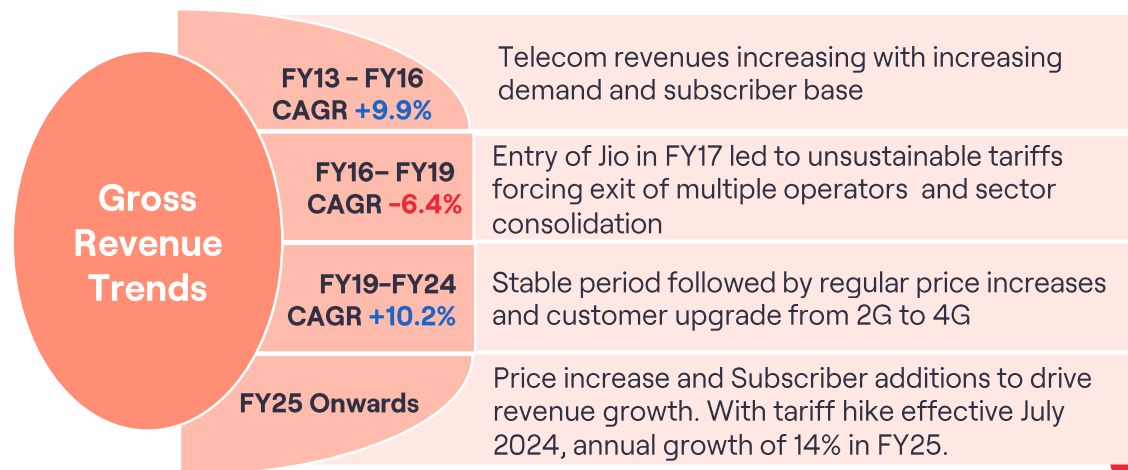 Gross
Revenue
Trends
FY13 – FY16
CAGR +9.9%
Telecom revenues increasing with increasing
demand and subscriber base
FY16– FY19
CAGR -6.4%
Entry of Jio in FY17 led to unsustainable tariffs
forcing exit of multiple operators  and sector
consolidation
FY19-FY24
CAGR +10.2%
Stable period followed by regular price increases
and customer upgrade from 2G to 4G
FY25 Onwards
Price increase and Subscriber additions to drive
revenue growth. With tariff hike effective July
2024, annual growth of 14% in FY25.